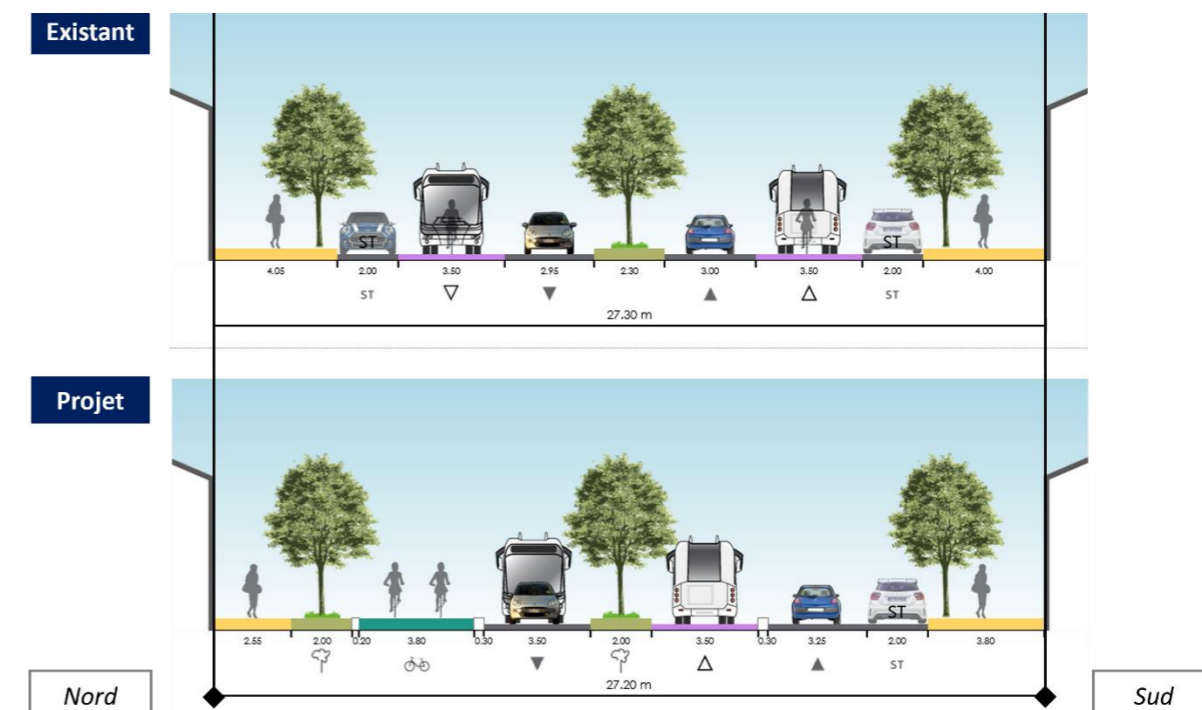 Existant
ST ST
4.05 2.00 3.50 2.95 2.30 3.00 3.50 2.00 4.00
ST ST
27.30 m
Projet
ST
2.55 2.00 0.20 3.80 0.30 3.50 2.00 3.50 0.30 3.25 2.00 3.80
ST
27.20 m
Nord Sud